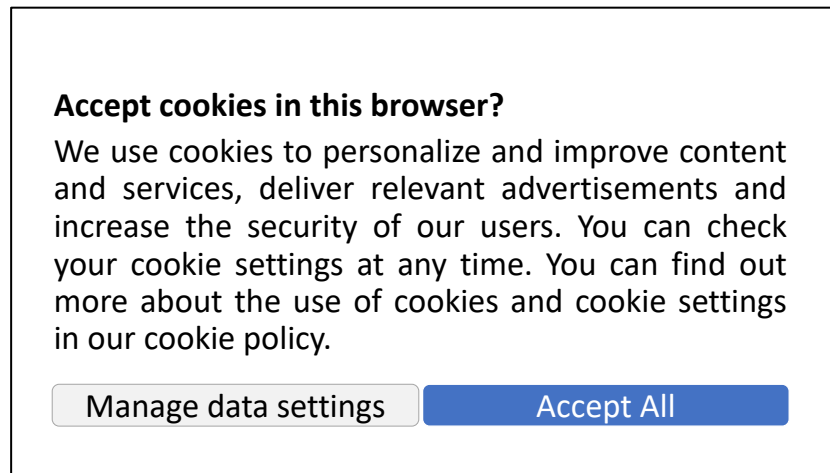 Accept cookies in this browser?
We use cookies to personalize and improve content
and services, deliver relevant advertisements and
increase the security of our users. You can check
your cookie settings at any time. You can find out
more about the use of cookies and cookie settings
in our cookie policy.
Manage data settings
Accept All